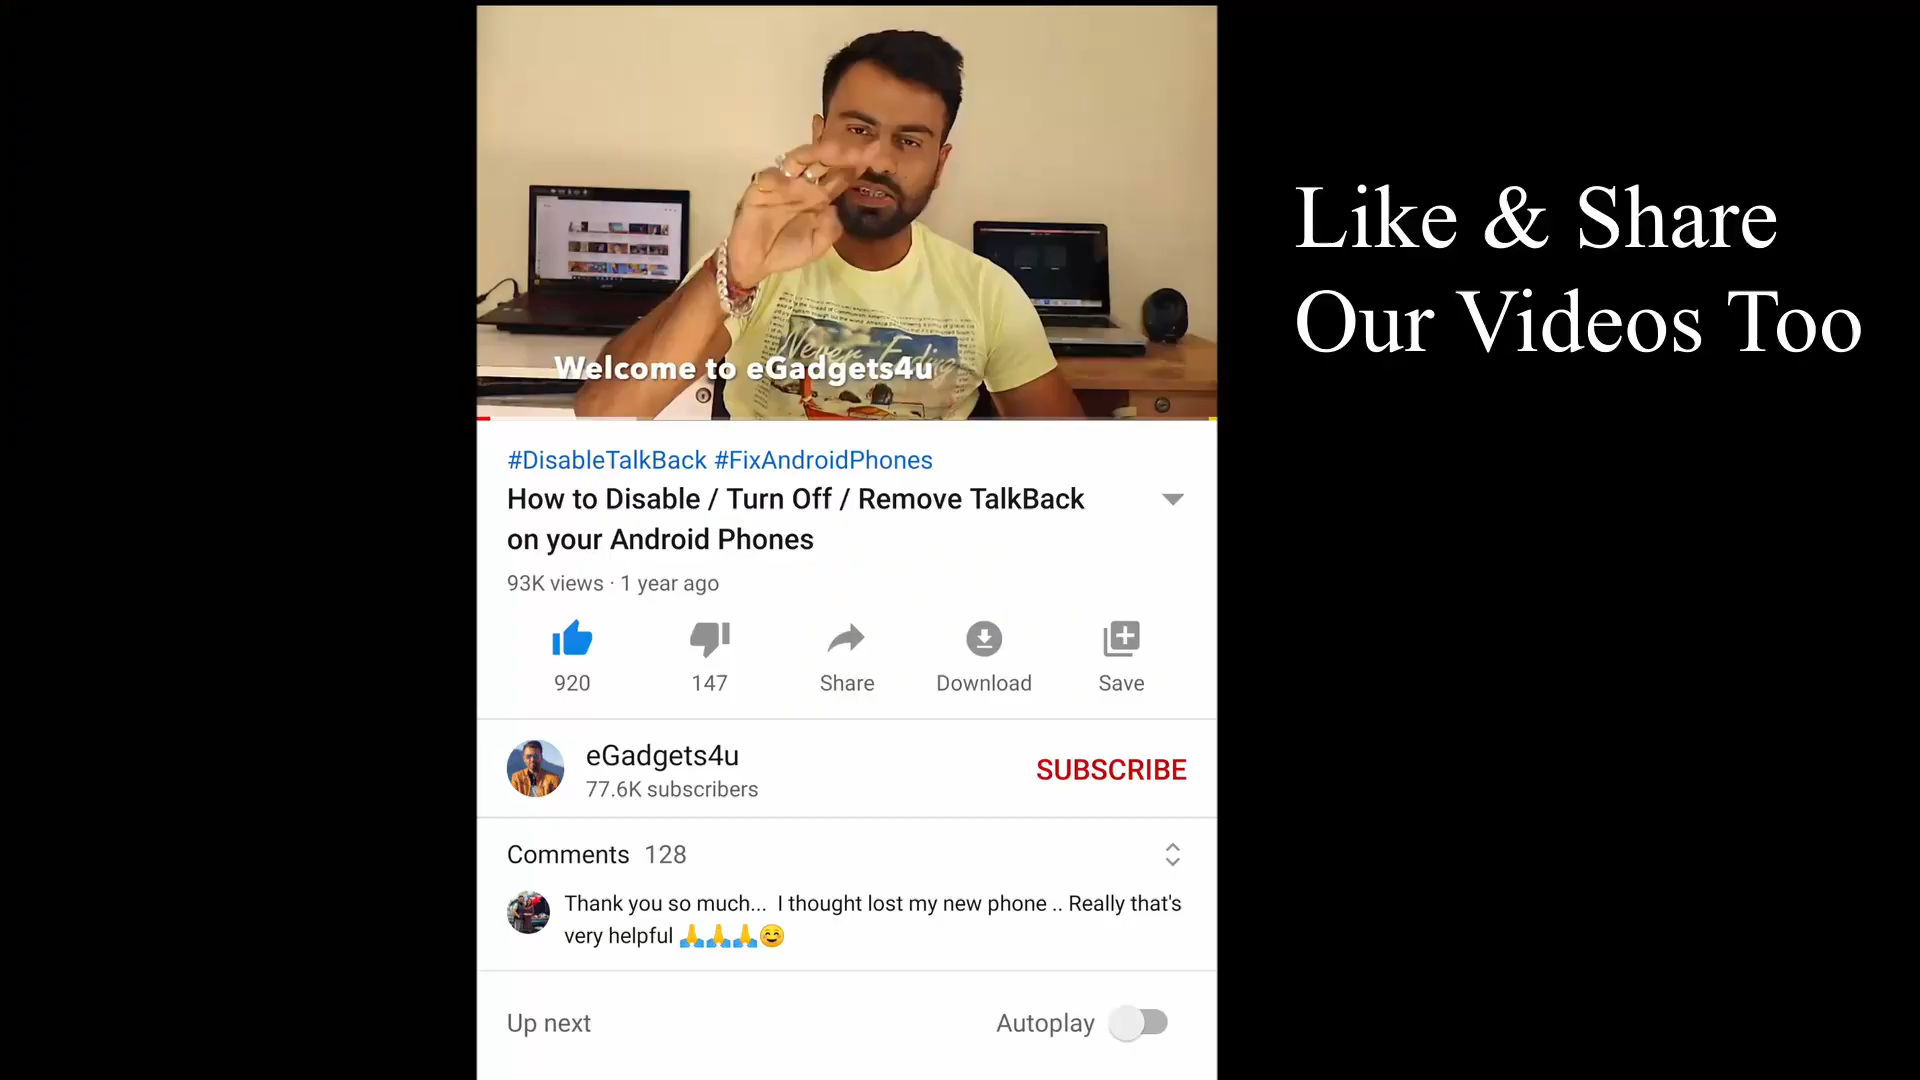 Like & Share
Our Videos Too
Welcome to eGadgets4u
#DisableTalkBack #FixAndroidPhones
How to Disable / Turn Off / Remove TalkBack
on your Android Phones
93K views · 1 year ago
920
147
Share
Download
Save
eGadgets4u
77.6K subscribers
SUBSCRIBE
Comments 128
Thank you so much... I thought lost my new phone .. Really that's
very helpful 🙏🙏🙏☺️
Up next
Autoplay